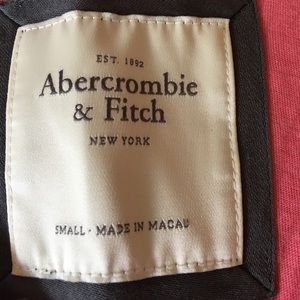 EST. 1892
Abercrombie
& Fitch
NEW YORK
SMALL - MADE IN MACAU